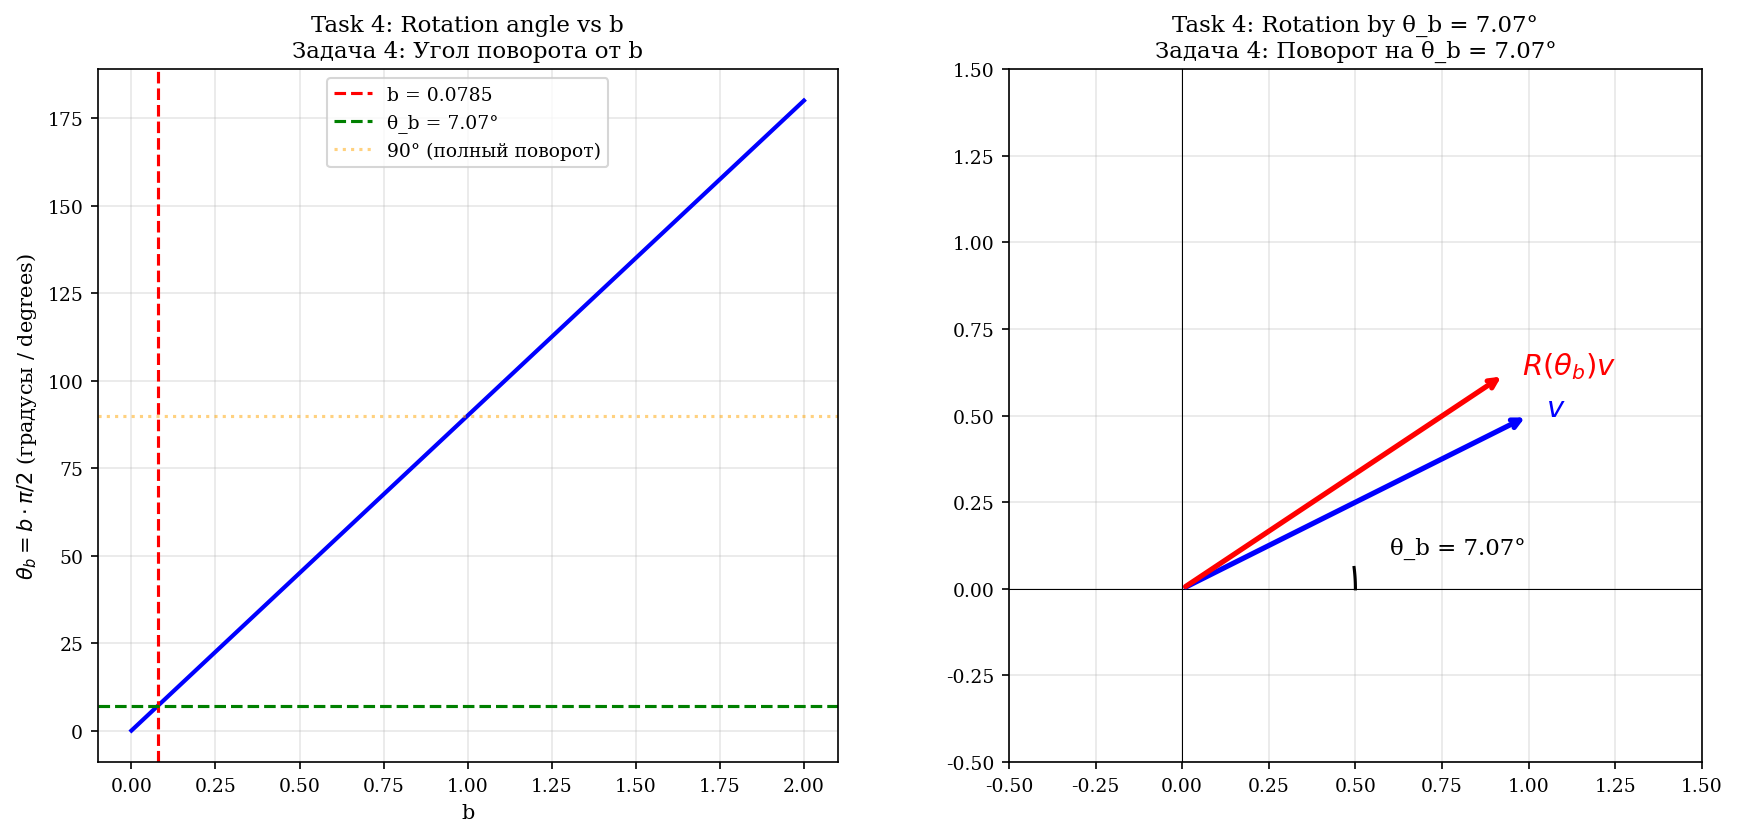 Task 4: Rotation angle vs b
Задача 4: Угол поворота от b
b = 0.0785
θ_b = 7.07°
90° (полный поворот)
175
150
125
100
75
50
25
0
θ_b = b · π/2 (градусы / degrees)
0.00 0.25 0.50 0.75 1.00 1.25 1.50 1.75 2.00
b
Task 4: Rotation by θ_b = 7.07°
Задача 4: Поворот на θ_b = 7.07°
1.50
1.25
1.00
0.75
0.50
0.25
0.00
-0.25
-0.50
R(θ_b)v
v
θ_b = 7.07°
-0.50 -0.25 0.00 0.25 0.50 0.75 1.00 1.25 1.50